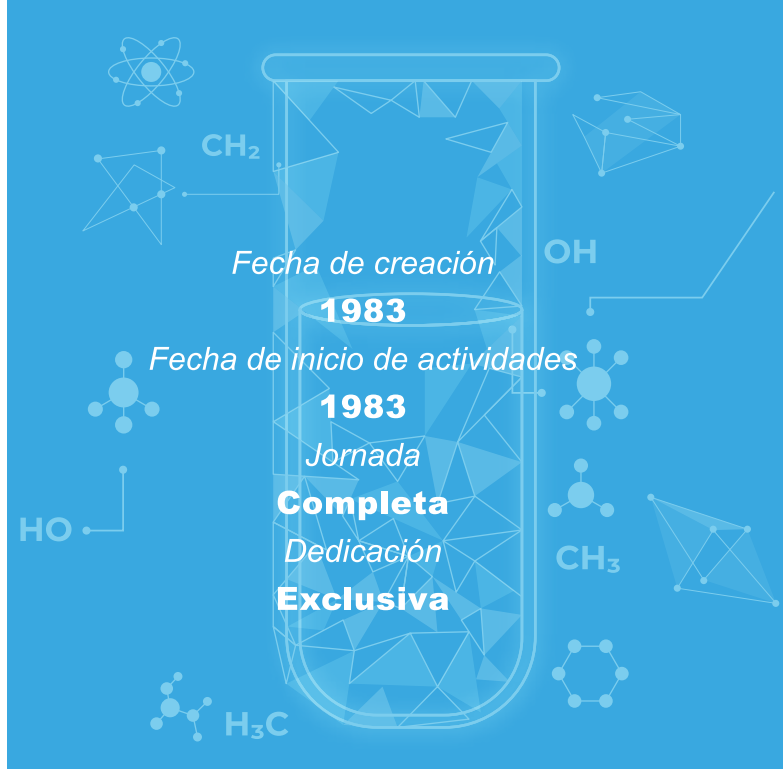 CH₂
OH
Fecha de creación
1983
Fecha de inicio de actividades
1983
Jornada
Completa
HO
Dedicación
CH₃
Exclusiva
H₃C